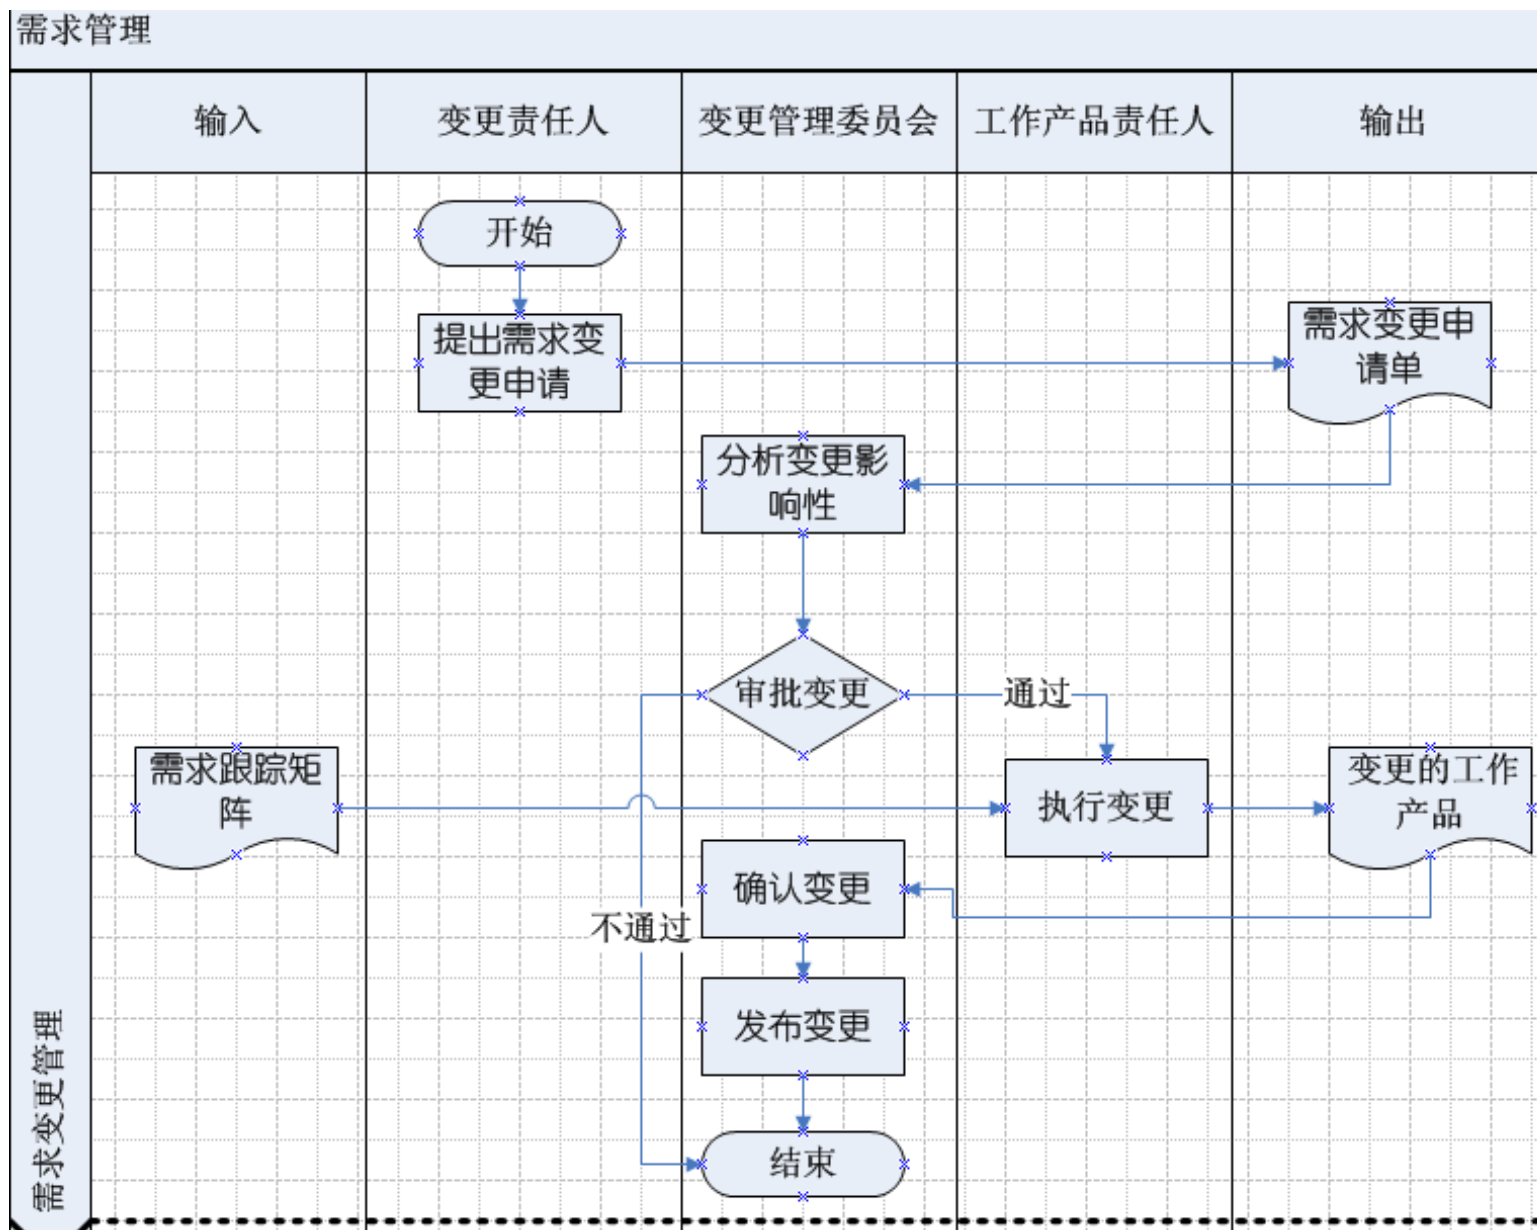 需求管理
输入
变更责任人
变更管理委员会
工作产品责任人
输出
开始
提出需求变
更申请
需求变更申
请单
分析变更影
响性
审批变更
通过
需求跟踪矩
阵
执行变更
变更的工作
产品
确认变更
不通过
发布变更
结束
需求变更管理